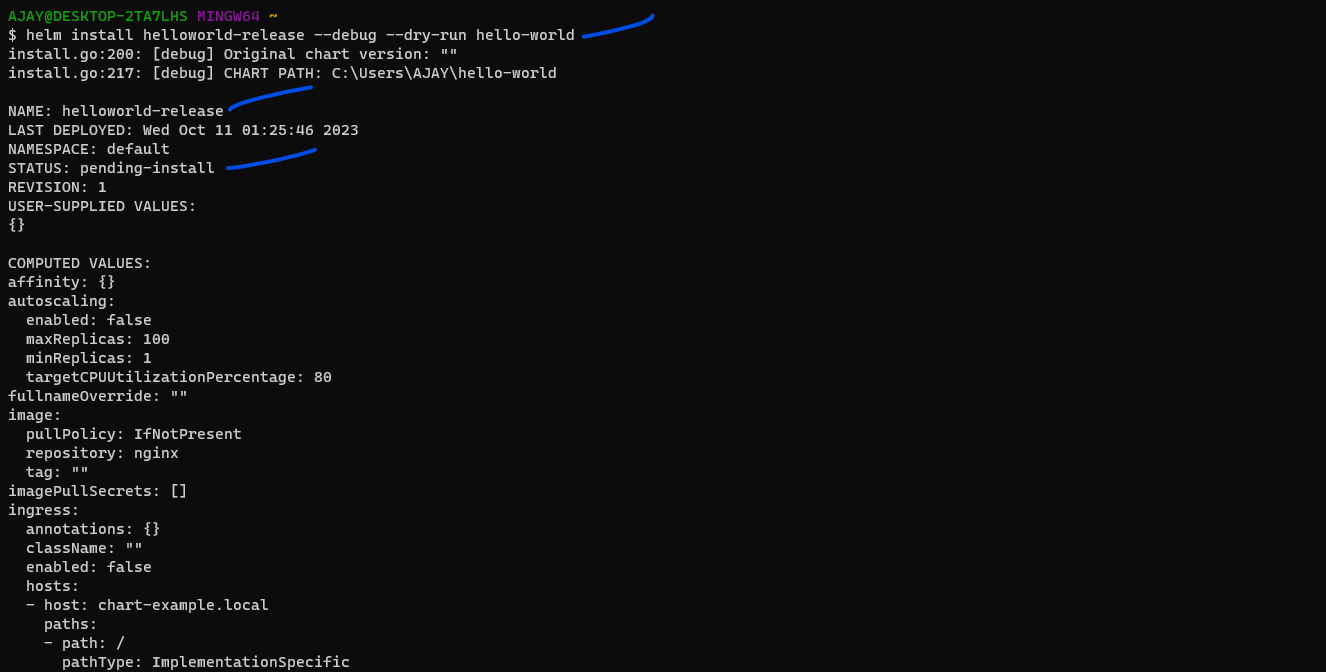 AJAY@DESKTOP-2TA7LHS MINGW64 ~
$ helm install helloworld-release --debug --dry-run hello-world
install.go:200: [debug] Original chart version: ""
install.go:217: [debug] CHART PATH: C:\Users\AJAY\hello-world

NAME: helloworld-release
LAST DEPLOYED: Wed Oct 11 01:25:46 2023
NAMESPACE: default
STATUS: pending-install
REVISION: 1
USER-SUPPLIED VALUES:
{}

COMPUTED VALUES:
affinity: {}
autoscaling:
  enabled: false
  maxReplicas: 100
  minReplicas: 1
  targetCPUUtilizationPercentage: 80
fullnameOverride: ""
image:
  pullPolicy: IfNotPresent
  repository: nginx
  tag: ""
imagePullSecrets: []
ingress:
  annotations: {}
  className: ""
  enabled: false
  hosts:
  - host: chart-example.local
    paths:
    - path: /
      pathType: ImplementationSpecific